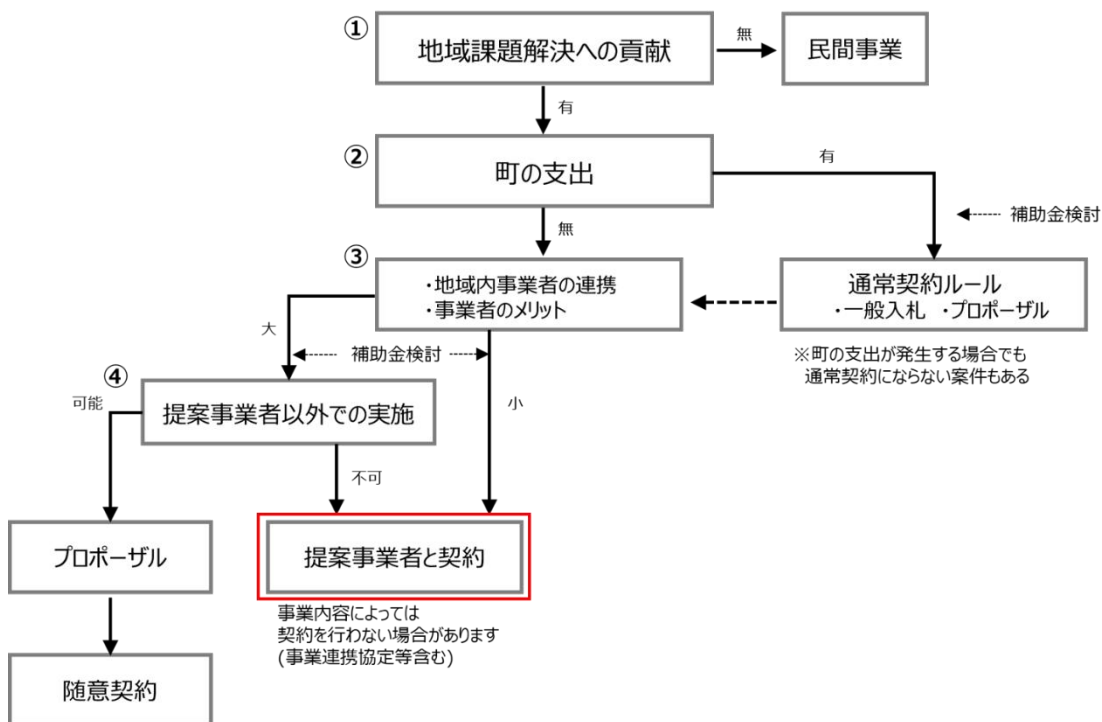 ①
地域課題解決への貢献
無
民間事業
有
②
町の支出
有
補助金検討
無
③
・地域内事業者の連携
・事業者のメリット
通常契約ルール
・一般入札 ・プロポーザル
大
補助金検討
※町の支出が発生する場合でも
通常契約にならない案件もある
④
可能
提案事業者以外での実施
小
不可
プロポーザル
提案事業者と契約
事業内容によっては
契約を行わない場合があります
(事業連携協定等含む)
随意契約